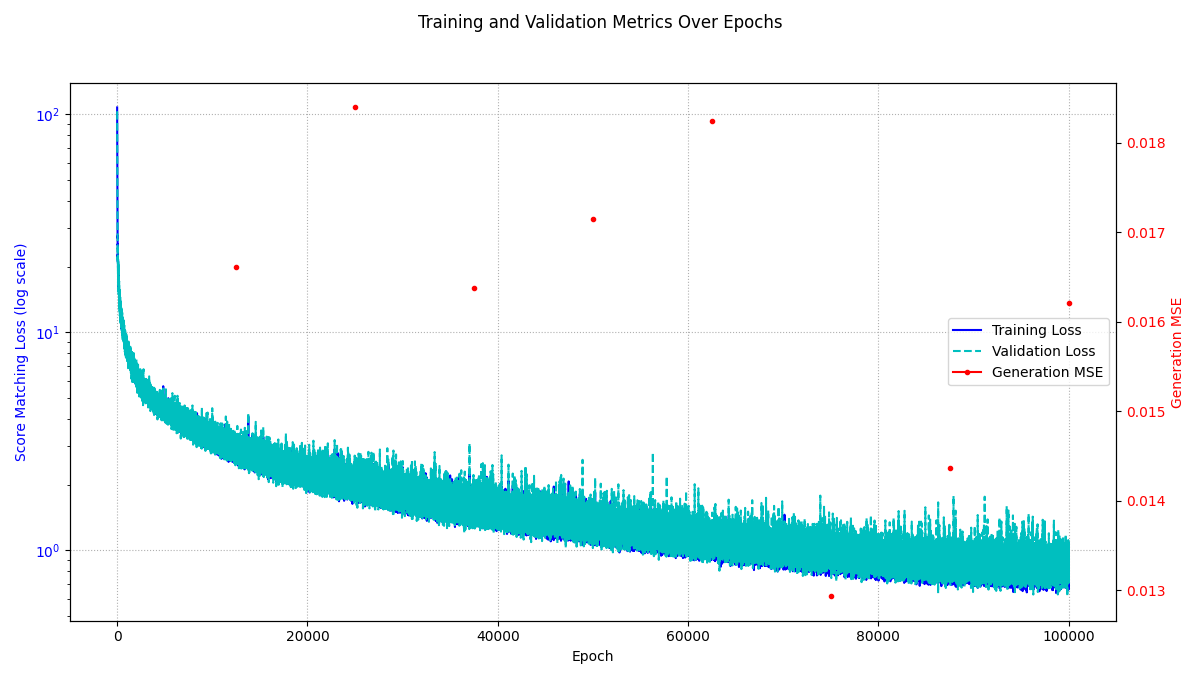 Training and Validation Metrics Over Epochs
Score Matching Loss (log scale)
10²
10¹
10⁰
0
20000
40000
60000
80000
100000
Epoch
0.018
0.017
0.016
0.015
0.014
0.013
Generation MSE
Training Loss
Validation Loss
Generation MSE